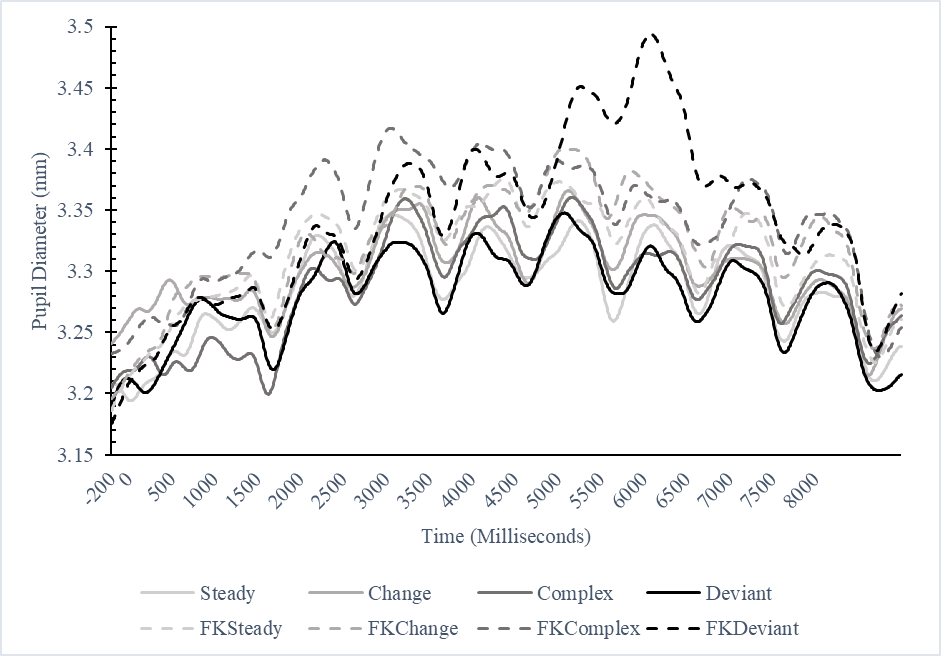 3.5
3.45
3.4
3.35
3.3
3.25
3.2
3.15
Pupil Diameter (mm)
-200 0 500 1000 1500 2000 2500 3000 3500 4000 4500 5000 5500 6000 6500 7000 7500 8000
Time (Milliseconds)
Steady Change Complex Deviant
FKSteady FKChange FKComplex FKDeviant